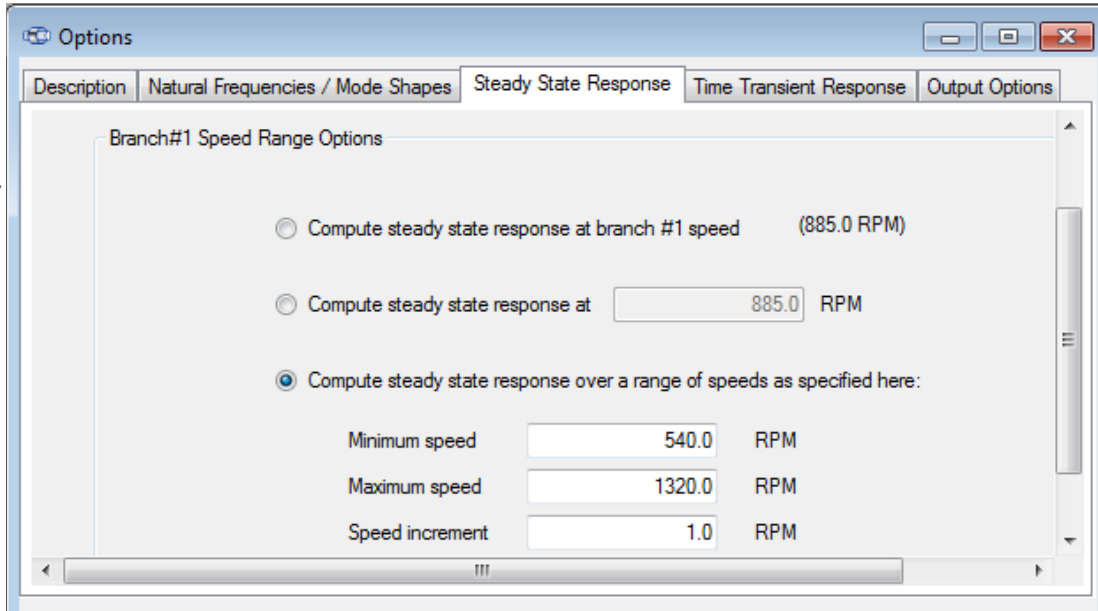 Options
Description Natural Frequencies / Mode Shapes Steady State Response Time Transient Response Output Options
Branch#1 Speed Range Options
Compute steady state response at branch #1 speed (885.0 RPM)
Compute steady state response at 885.0 RPM
Compute steady state response over a range of speeds as specified here:
Minimum speed 540.0 RPM
Maximum speed 1320.0 RPM
Speed increment 1.0 RPM